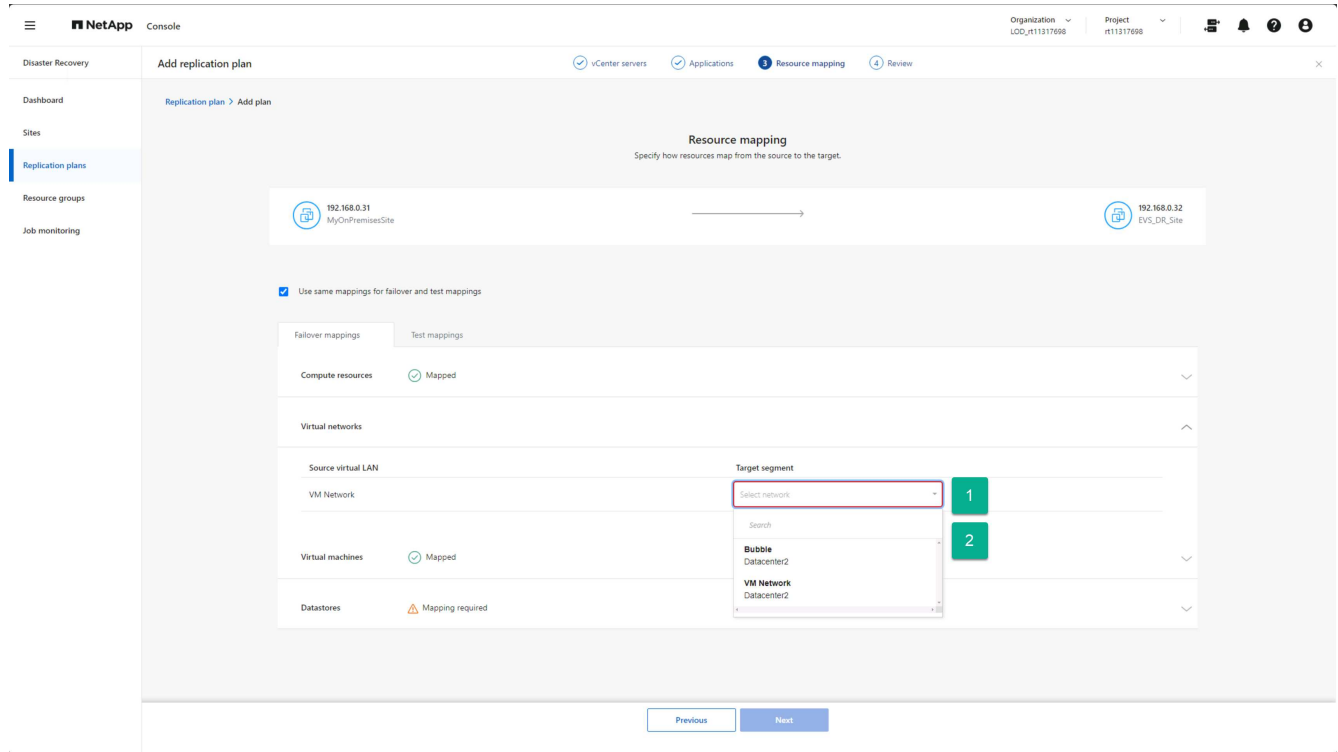 NetApp Console
Organization
LOD_rt11317698
Project
rt11317698
Disaster Recovery
Add replication plan
vCenter servers
Applications
3 Resource mapping
4 Review
Dashboard
Sites
Replication plans
Resource groups
Job monitoring
Replication plan > Add plan
Resource mapping
Specify how resources map from the source to the target.
192.168.0.31
MyOnPremisesSite
192.168.0.32
EVS_DR_Site
Use same mappings for failover and test mappings
Failover mappings
Test mappings
Compute resources
Mapped
Virtual networks
Source virtual LAN
Target segment
VM Network
Select network
1
Search
2
Bubble
Datacenter2
VM Network
Datacenter2
Virtual machines
Mapped
Datastores
Mapping required
Previous
Next